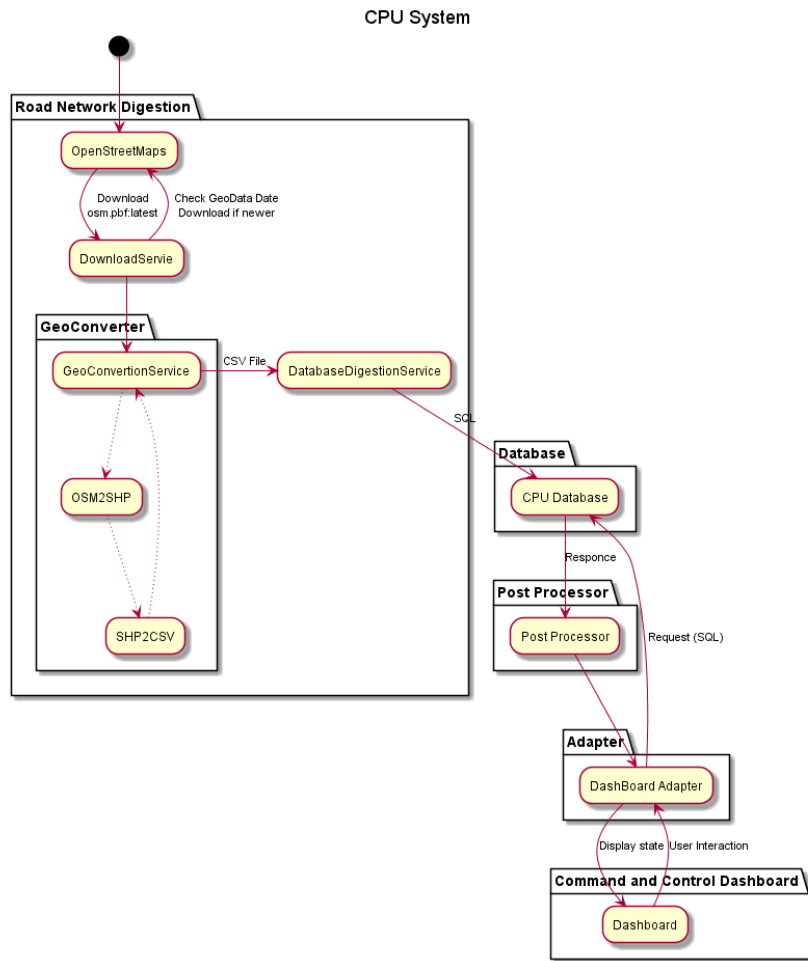 CPU System
Road Network Digestion
OpenStreetMaps
Download
osm.pbf:latest
Check GeoData Date
Download if newer
DownloadServie
GeoConverter
GeoConvertionService
CSV File
DatabaseDigestionService
SQL
Database
OSM2SHP
CPU Database
Responce
Post Processor
SHP2CSV
Post Processor
Request (SQL)
Adapter
DashBoard Adapter
Display state
User Interaction
Command and Control Dashboard
Dashboard